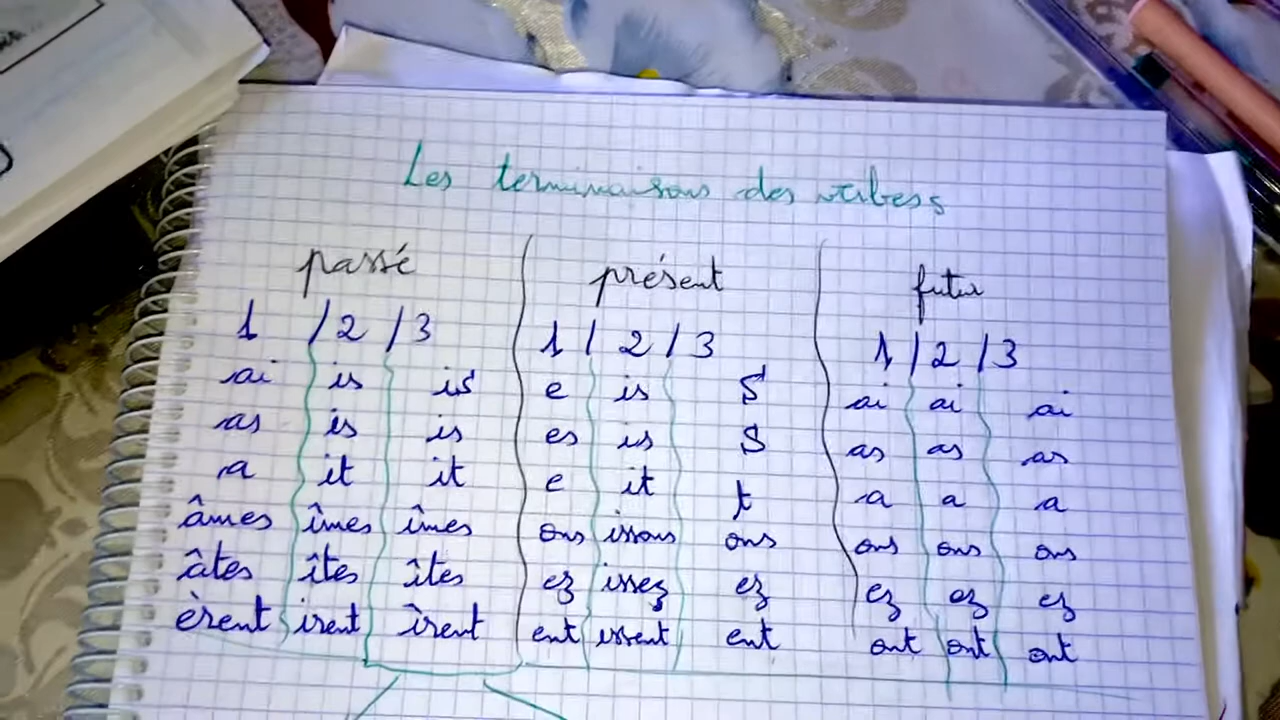 Les terminaisons des verbes
passé présent futur
1 / 2 / 3 1 / 2 / 3 1 / 2 / 3
ai is is e is s ai ai ai
as is is es is s as as as
a it it e it t a a a
âmes îmes îmes ons issons ons ons ons ons
âtes îtes îtes ez issez ez ez ez ez
èrent irent irent ent issent ent ont ont ont